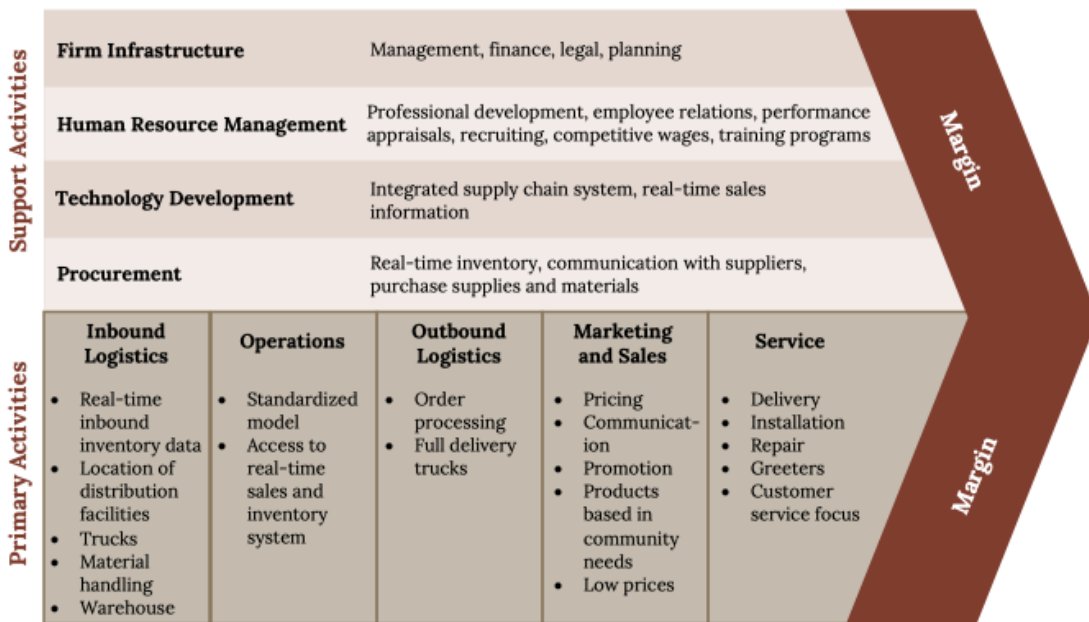 Support Activities
Firm Infrastructure
Management, finance, legal, planning
Human Resource Management
Professional development, employee relations, performance
appraisals, recruiting, competitive wages, training programs
Technology Development
Integrated supply chain system, real-time sales
information
Procurement
Real-time inventory, communication with suppliers,
purchase supplies and materials
Margin
Primary Activities
Inbound
Logistics
• Real-time
inbound
inventory data
• Location of
distribution
facilities
• Trucks
• Material
handling
• Warehouse
Operations
• Standardized
model
• Access to
real-time
sales and
inventory
system
Outbound
Logistics
• Order
processing
• Full delivery
trucks
Marketing
and Sales
• Pricing
• Communicat-
ion
• Promotion
• Products
based in
community
needs
• Low prices
Service
• Delivery
• Installation
• Repair
• Greeters
• Customer
service focus
Margin